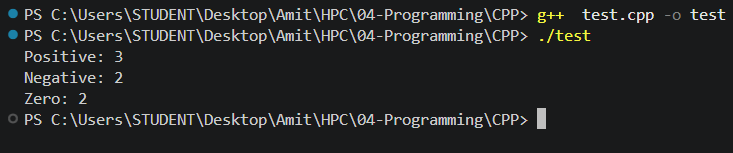 PS C:\Users\STUDENT\Desktop\Amit\HPC\04-Programming\CPP> g++  test.cpp -o test
PS C:\Users\STUDENT\Desktop\Amit\HPC\04-Programming\CPP> ./test
Positive: 3
Negative: 2
Zero: 2
PS C:\Users\STUDENT\Desktop\Amit\HPC\04-Programming\CPP>